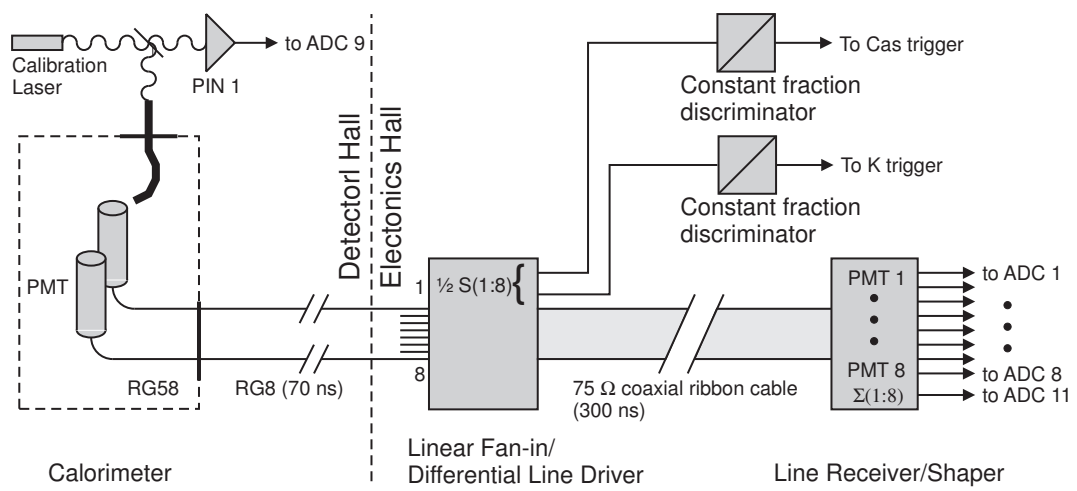 to ADC 9
Calibration
Laser
PIN 1
Detectorl Hall
Electonics Hall
To Cas trigger
Constant fraction
discriminator
To K trigger
Constant fraction
discriminator
PMT
1
½ S(1:8){
8
RG58
RG8 (70 ns)
75 Ω coaxial ribbon cable
(300 ns)
PMT 1
PMT 8
Σ(1:8)
to ADC 1
to ADC 8
to ADC 11
Calorimeter
Linear Fan-in/
Differential Line Driver
Line Receiver/Shaper